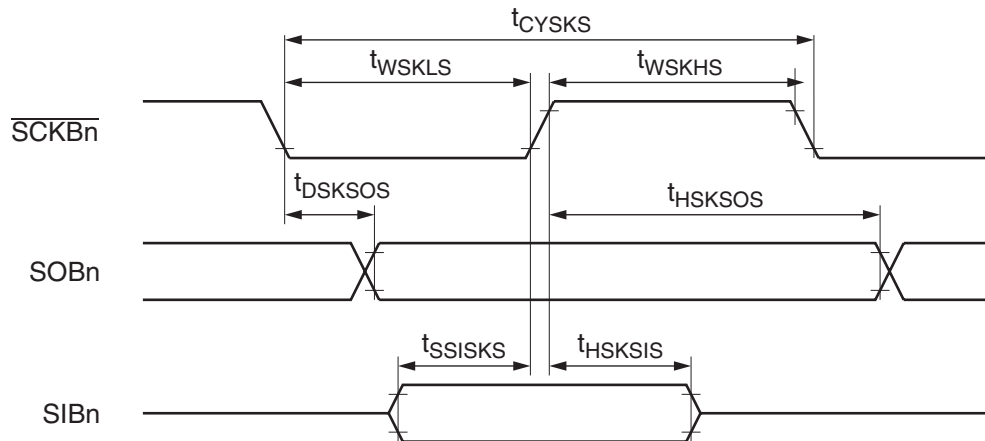 tCYSKS
tWSKLS
tWSKHS
SCKBn
tDSKSOS
tHSKSOS
SOBn
tSSISKS
tHSKSIS
SIBn